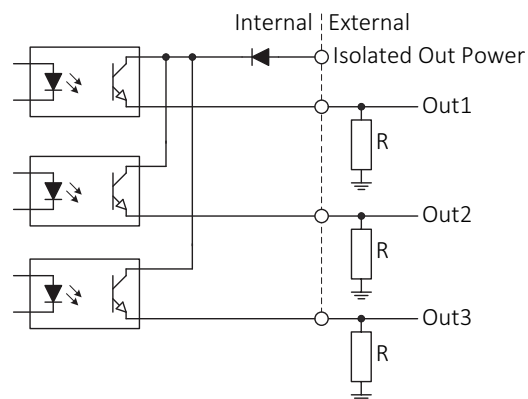 Internal External
Isolated Out Power
Out1
R
Out2
R
Out3
R